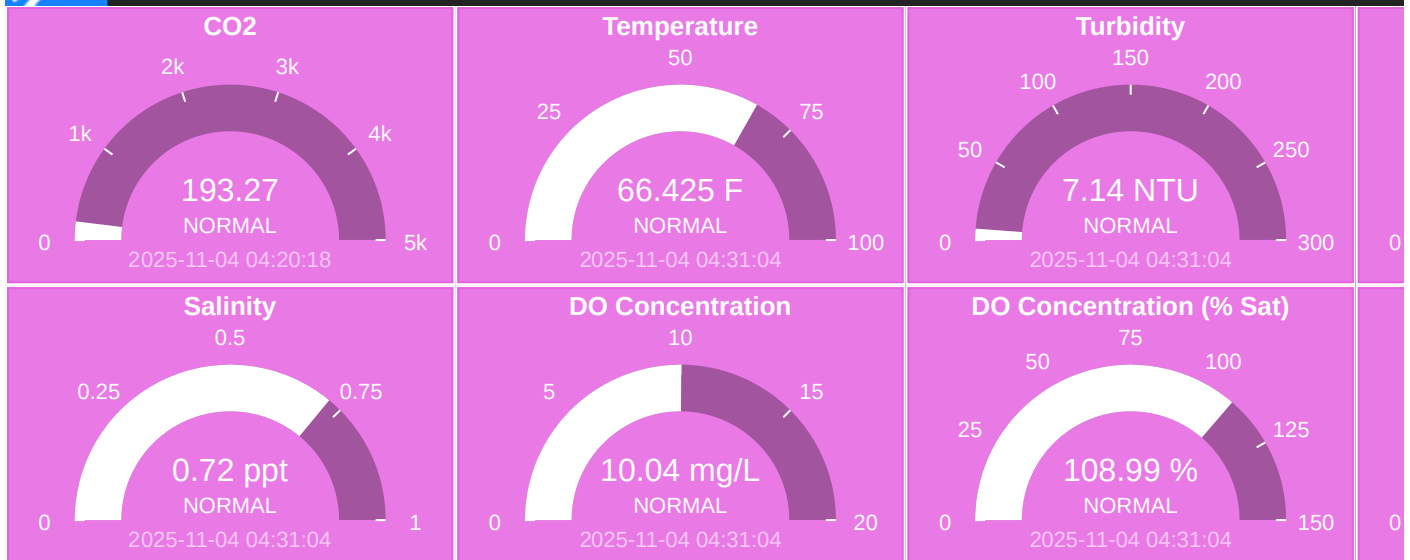 CO2
2k
3k
1k
4k
193.27
NORMAL
0
5k
2025-11-04 04:20:18
Temperature
50
25
75
66.425 F
NORMAL
0
100
2025-11-04 04:31:04
Turbidity
150
100
200
50
250
7.14 NTU
NORMAL
0
300
2025-11-04 04:31:04
0
Salinity
0.5
0.25
0.75
0.72 ppt
NORMAL
0
1
2025-11-04 04:31:04
DO Concentration
10
5
15
10.04 mg/L
NORMAL
0
20
2025-11-04 04:31:04
DO Concentration (% Sat)
75
50
100
25
125
108.99 %
NORMAL
0
150
2025-11-04 04:31:04
0